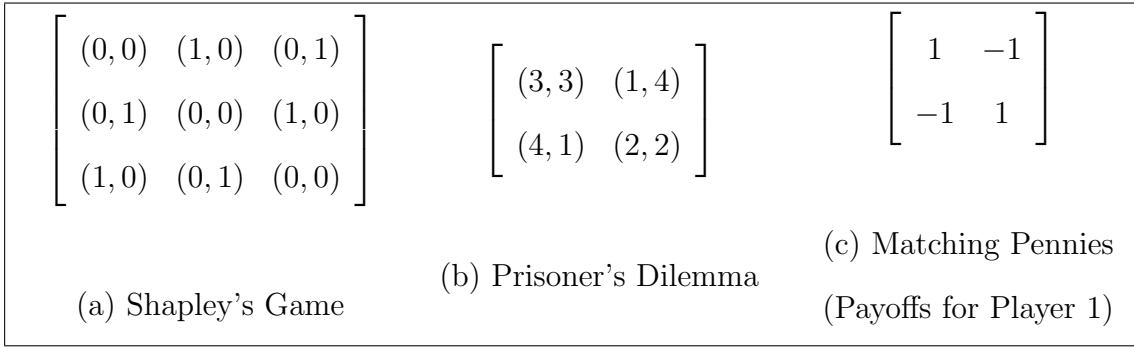 (0, 0) (1, 0) (0, 1)
(0, 1) (0, 0) (1, 0)
(1, 0) (0, 1) (0, 0)
(a) Shapley's Game
(3, 3) (1, 4)
(4, 1) (2, 2)
(b) Prisoner's Dilemma
1 −1
−1 1
(c) Matching Pennies
(Payoffs for Player 1)